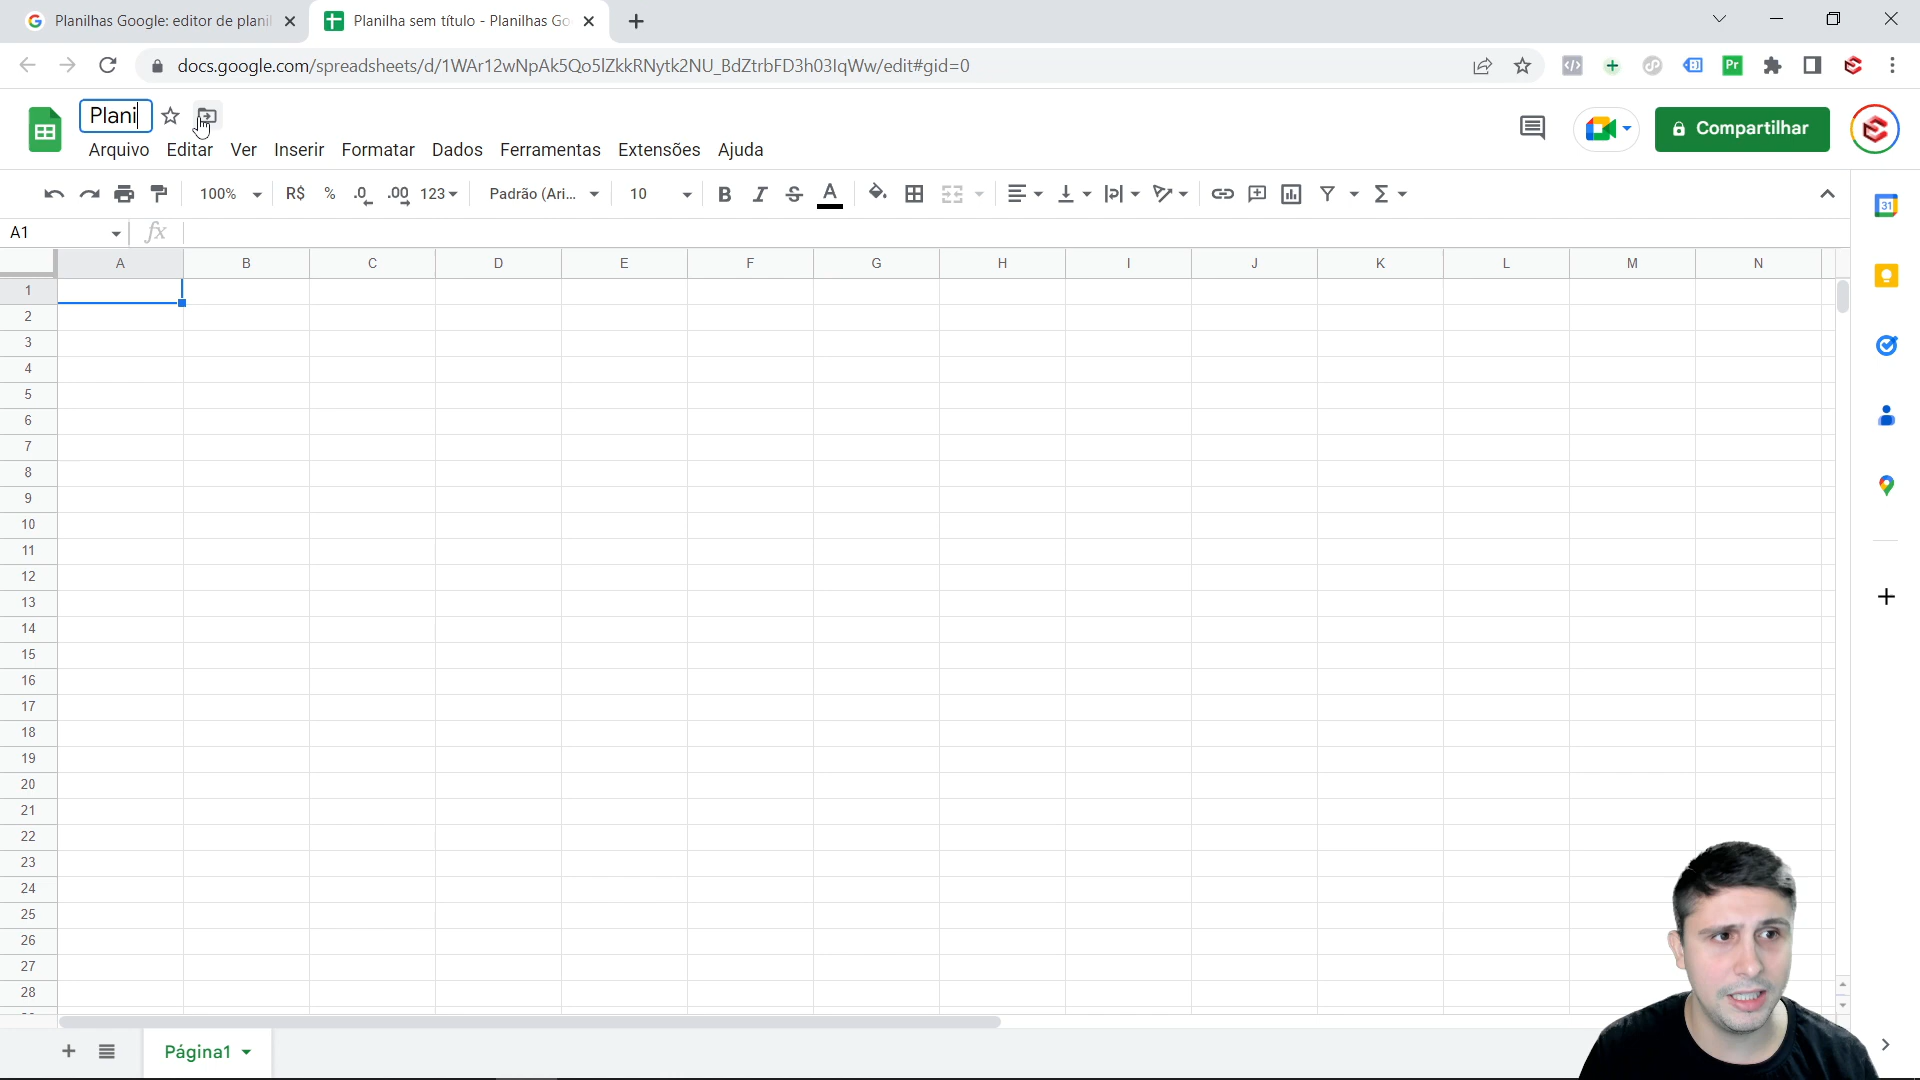 Planilhas Google: editor de planil
Planilha sem título - Planilhas Go
docs.google.com/spreadsheets/d/1WAr12wNpAk5Qo5lZkkRNytk2NU_BdZtrbFD3h03lqWw/edit#gid=0
Plani
Arquivo Editar Ver Inserir Formatar Dados Ferramentas Extensões Ajuda
Compartilhar
100% R$ % .0 .00 123 Padrão (Ari... 10 B I S A
A1 fx
A B C D E F G H I J K L M N
1
2
3
4
5
6
7
8
9
10
11
12
13
14
15
16
17
18
19
20
21
22
23
24
25
26
27
28
Página1
31
Pr